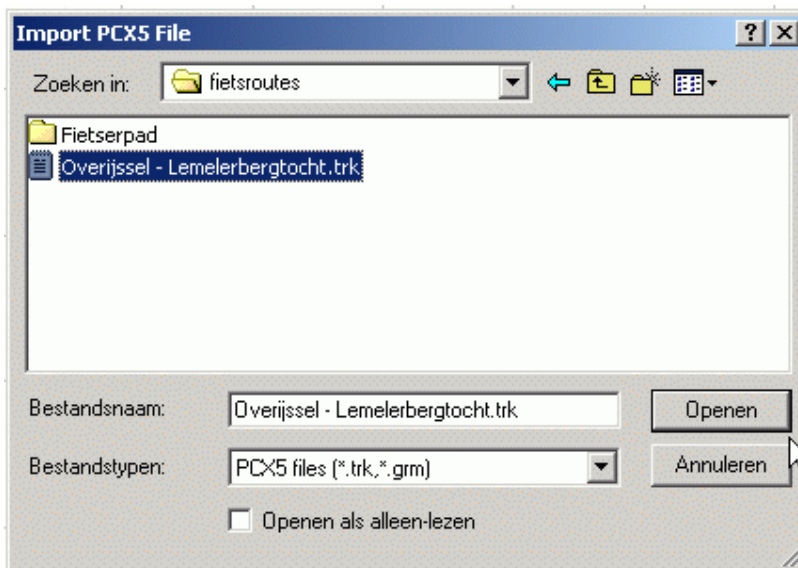 Import PCX5 File
Zoeken in: fietsroutes
Fietserpad
Overijssel - Lemelerbergtocht.trk
Bestandsnaam: Overijssel - Lemelerbergtocht.trk Openen
Bestandstypen: PCX5 files (*.trk,*.grm) Annuleren
Openen als alleen-lezen